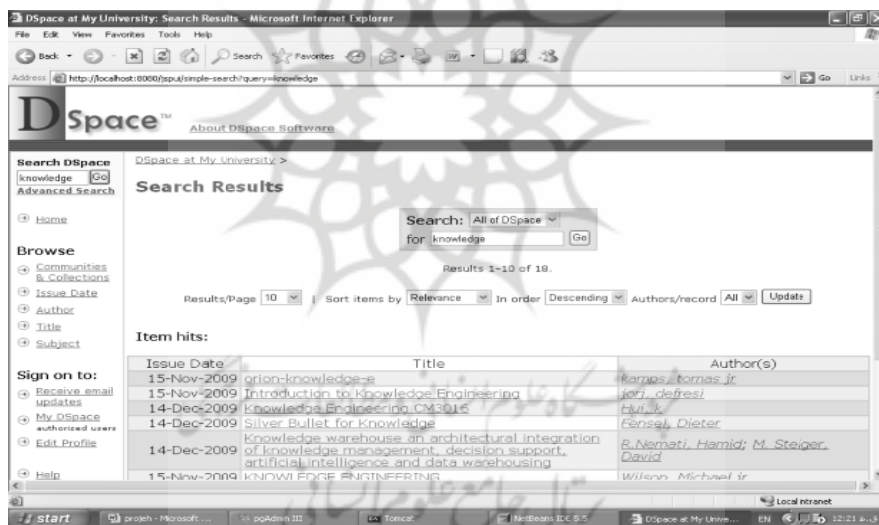 DSpace at My University: Search Results - Microsoft Internet Explorer
File Edit View Favorites Tools Help
Back Search Favorites
Address http://localhost:8080/jspui/simple-search?query=knowledge Go Links
DSpace™ About DSpace Software
Search DSpace
knowledge Go
Advanced Search
Home
Browse
Communities
& Collections
Issue Date
Author
Title
Subject
Sign on to:
Receive email
updates
My DSpace
authorized users
Edit Profile
Help
DSpace at My University >
Search Results
Search: All of DSpace
for knowledge Go
Results 1-10 of 18.
Results/Page 10 | Sort items by Relevance In order Descending Authors/record All Update
Item hits:
Issue Date Title Author(s)
15-Nov-2009 orion-knowledge-e kamps, tomas jr
15-Nov-2009 Introduction to Knowledge Engineering jori, defresi
14-Dec-2009 Knowledge Engineering CM3016 Hui, k
14-Dec-2009 Silver Bullet for Knowledge Fensel, Dieter
14-Dec-2009 Knowledge warehouse an architectural integration of knowledge management, decision support, artificial intelligence and data warehousing R.Nemati, Hamid; M. Steiger, David
15-Nov-2009 KNOWLEDGE ENGINEERING Wilson, Michael jr
Local intranet
start projeh - Microsoft ... pgAdmin III Tomcat NetBeans IDE 5.5 DSpace at My Unive... EN 12:21